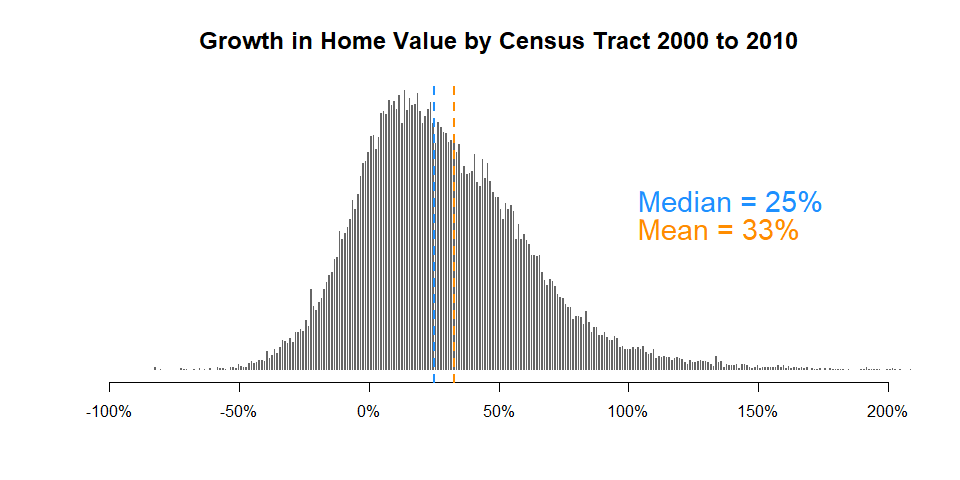 Growth in Home Value by Census Tract 2000 to 2010
Median = 25%
Mean = 33%
-100% -50% 0% 50% 100% 150% 200%